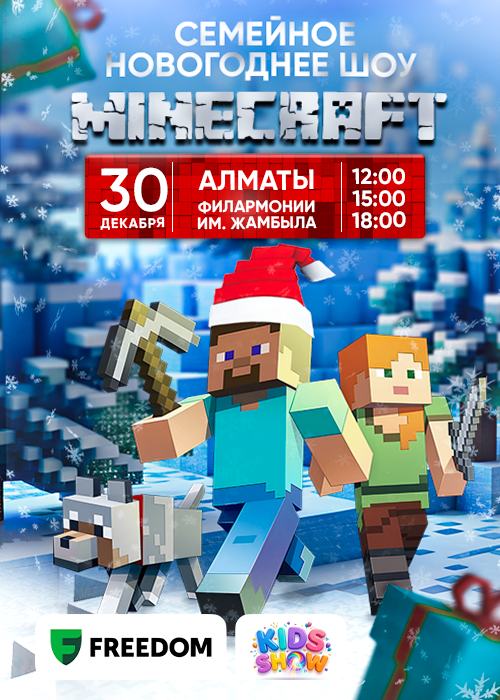 СЕМЕЙНОЕ
НОВОГОДНЕЕ ШОУ
MINECRAFT
30
ДЕКАБРЯ
АЛМАТЫ
ФИЛАРМОНИИ
ИМ. ЖАМБЫЛА
12:00
15:00
18:00
FREEDOM
KIDS
SHOW